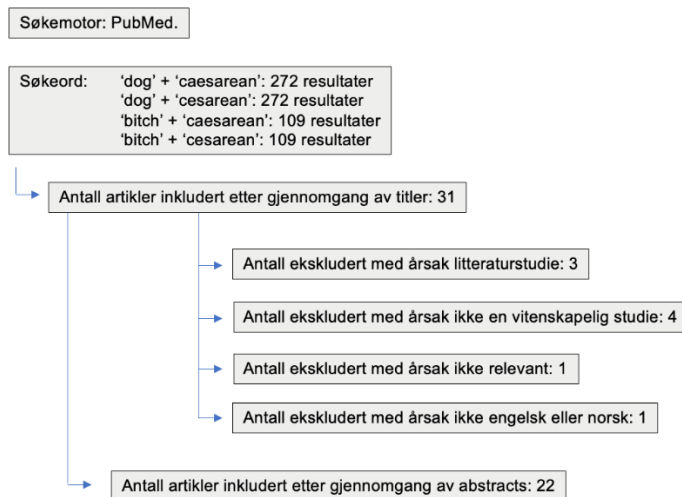 Søkemotor: PubMed.
Søkeord: 'dog' + 'caesarean': 272 resultater
'dog' + 'cesarean': 272 resultater
'bitch' + 'caesarean': 109 resultater
'bitch' + 'cesarean': 109 resultater
Antall artikler inkludert etter gjennomgang av titler: 31
Antall ekskludert med årsak litteraturstudie: 3
Antall ekskludert med årsak ikke en vitenskapelig studie: 4
Antall ekskludert med årsak ikke relevant: 1
Antall ekskludert med årsak ikke engelsk eller norsk: 1
Antall artikler inkludert etter gjennomgang av abstracts: 22